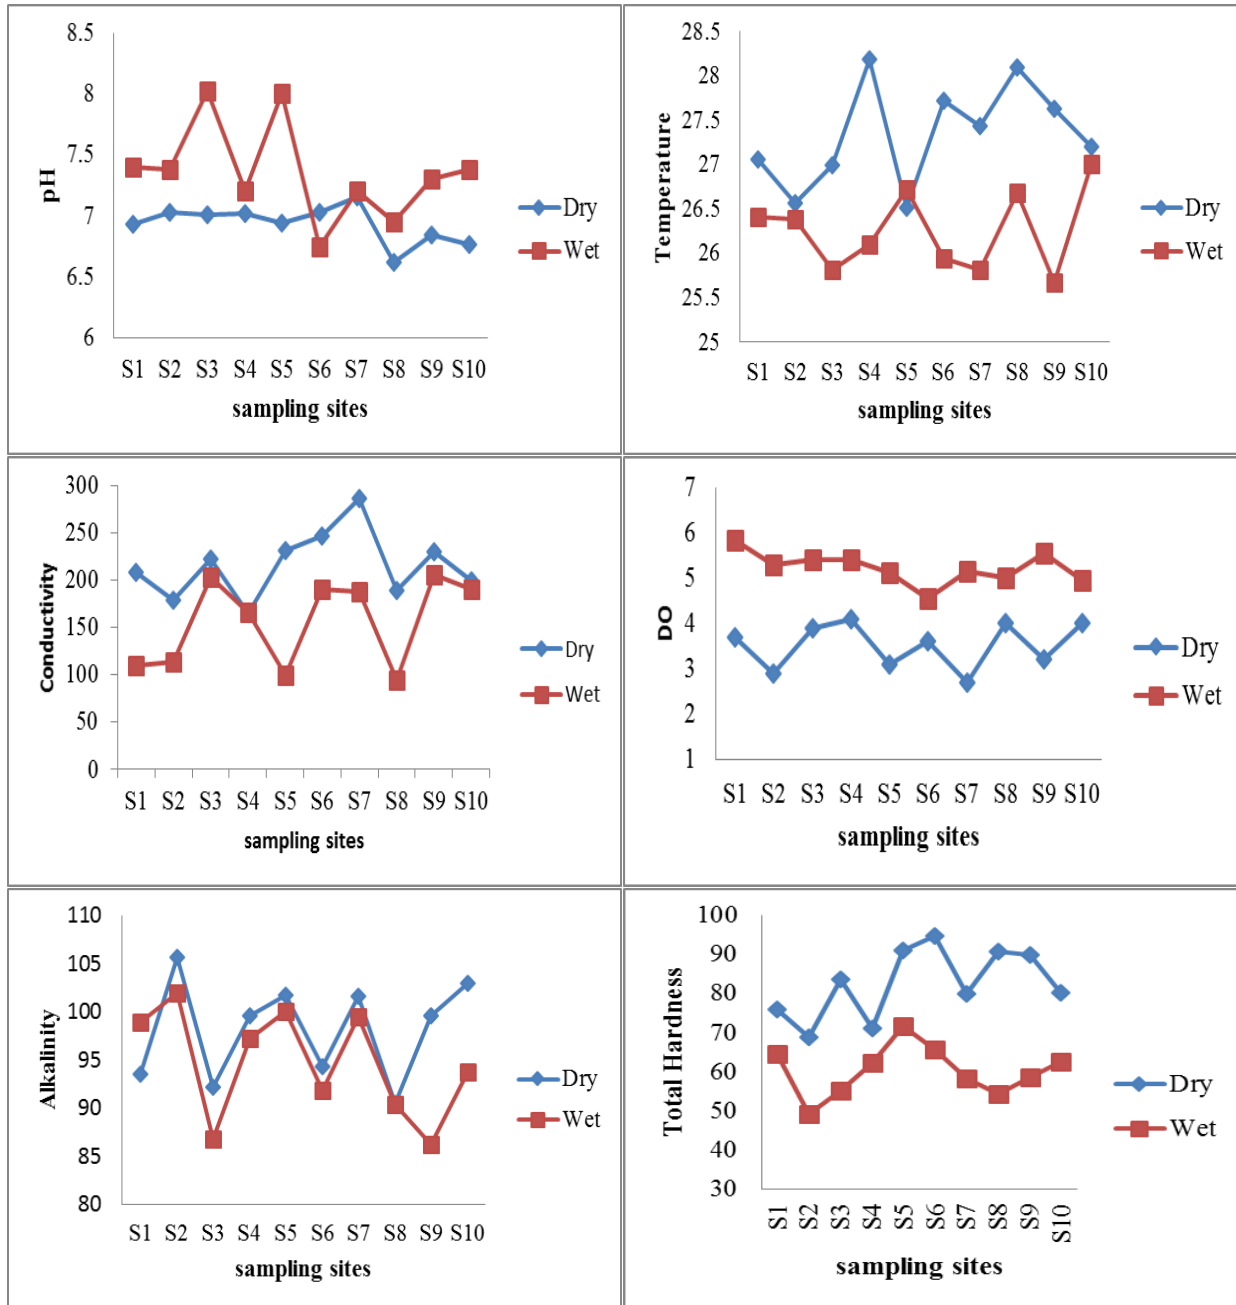 8.5
8
7.5
7
6.5
6
pH
S1 S2 S3 S4 S5 S6 S7 S8 S9 S10
sampling sites
Dry
Wet
28.5
28
27.5
27
26.5
26
25.5
25
Temperature
S1 S2 S3 S4 S5 S6 S7 S8 S9 S10
sampling sites
Dry
Wet
300
250
200
150
100
50
0
Conductivity
S1 S2 S3 S4 S5 S6 S7 S8 S9 S10
sampling sites
Dry
Wet
7
6
5
4
3
2
1
DO
S1 S2 S3 S4 S5 S6 S7 S8 S9 S10
sampling sites
Dry
Wet
110
105
100
95
90
85
80
Alkalinity
S1 S2 S3 S4 S5 S6 S7 S8 S9 S10
sampling sites
Dry
Wet
100
90
80
70
60
50
40
30
Total Hardness
S1 S2 S3 S4 S5 S6 S7 S8 S9 S10
sampling sites
Dry
Wet